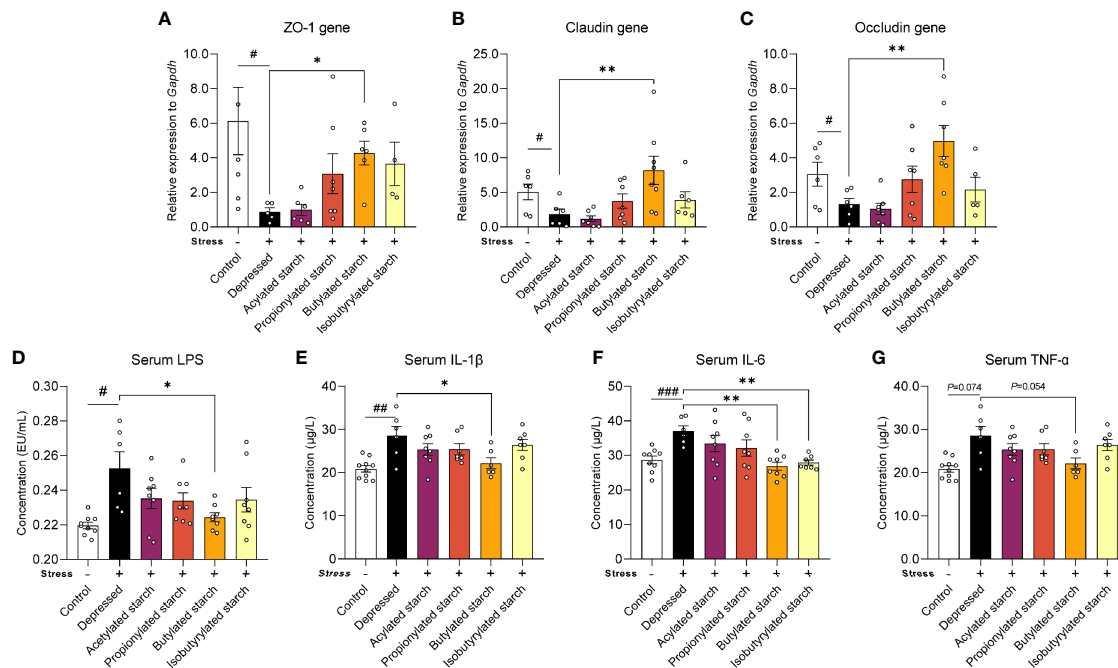 A
ZO-1 gene
Relative expression to Gapdh
10.0
8.0
6.0
4.0
2.0
0.0
#
*
Stress - + + + + +
Control
Depressed
Acylated starch
Propionylated starch
Butylated starch
Isobutyrylated starch
B
Claudin gene
Relative expression to Gapdh
25.0
20.0
15.0
10.0
5.0
0.0
#
**
Stress - + + + + +
Control
Depressed
Acylated starch
Propionylated starch
Butylated starch
Isobutyrylated starch
C
Occludin gene
Relative expression to Gapdh
10.0
8.0
6.0
4.0
2.0
0.0
#
**
Stress - + + + + +
Control
Depressed
Acylated starch
Propionylated starch
Butylated starch
Isobutyrylated starch
D
Serum LPS
Concentration (EU/mL)
0.30
0.28
0.26
0.24
0.22
0.20
#
*
Stress - + + + + +
Control
Depressed
Acetylated starch
Propionylated starch
Butylated starch
Isobutyrylated starch
E
Serum IL-1β
Concentration (µg/L)
40.0
30.0
20.0
10.0
0.0
##
*
Stress - + + + + +
Control
Depressed
Acylated starch
Propionylated starch
Butylated starch
Isobutyrylated starch
F
Serum IL-6
Concentration (µg/L)
50
40
30
20
10
0
###
**
**
Stress - + + + + +
Control
Depressed
Acylated starch
Propionylated starch
Butylated starch
Isobutyrylated starch
G
Serum TNF-α
Concentration (µg/L)
40.0
30.0
20.0
10.0
0.0
P=0.074
P=0.054
Stress - + + + + +
Control
Depressed
Acylated starch
Propionylated starch
Butylated starch
Isobutyrylated starch